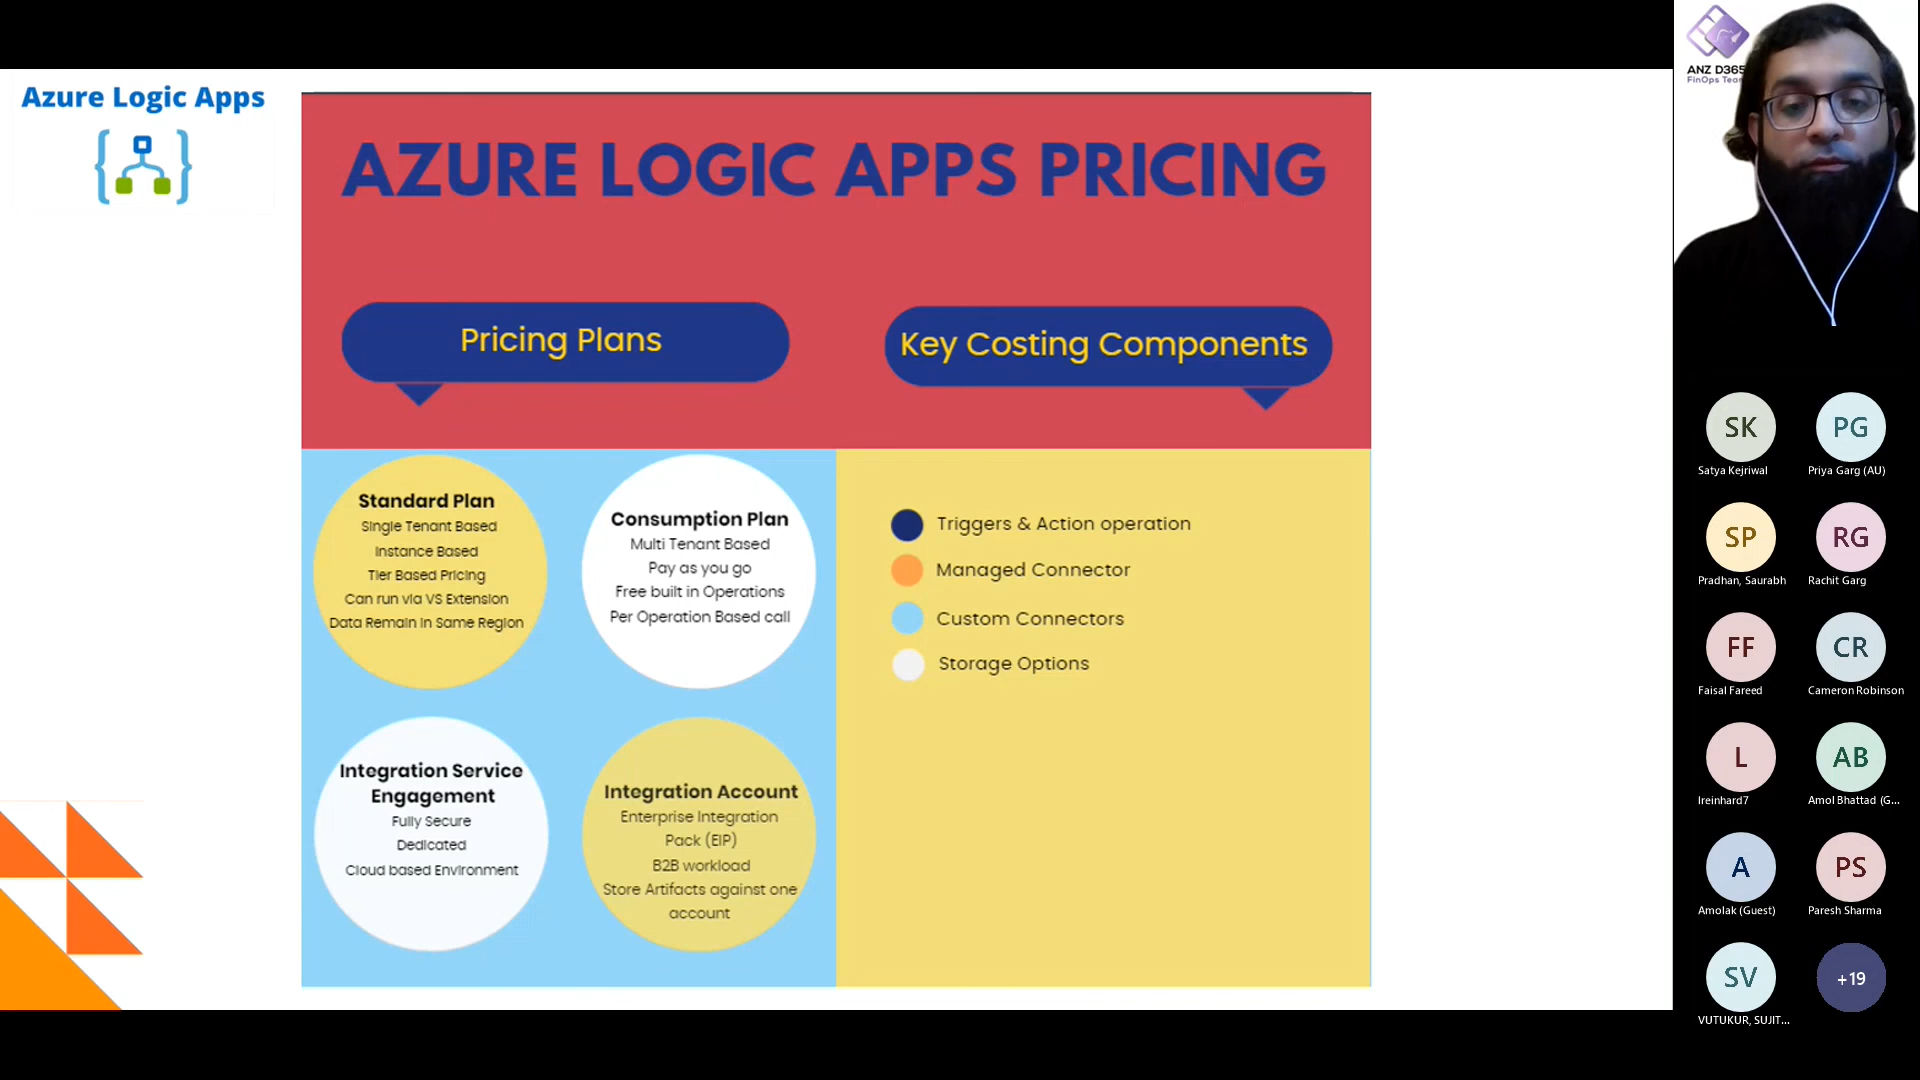 Azure Logic Apps
AZURE LOGIC APPS PRICING
Pricing Plans
Key Costing Components
Standard Plan
Single Tenant Based
Instance Based
Tier Based Pricing
Can run via VS Extension
Data Remain in Same Region
Consumption Plan
Multi Tenant Based
Pay as you go
Free built in Operations
Per Operation Based call
Integration Service
Engagement
Fully Secure
Dedicated
Cloud based Environment
Integration Account
Enterprise Integration
Pack (EIP)
B2B workload
Store Artifacts against one
account
Triggers & Action operation
Managed Connector
Custom Connectors
Storage Options
ANZ D365
FinOps Team
SK
Satya Kejriwal
PG
Priya Garg (AU)
SP
Pradhan, Saurabh
RG
Rachit Garg
FF
Faisal Fareed
CR
Cameron Robinson
L
lreinhard7
AB
Amol Bhattad (G...
A
Amolak (Guest)
PS
Paresh Sharma
SV
VUTUKUR, SUJIT...
+19